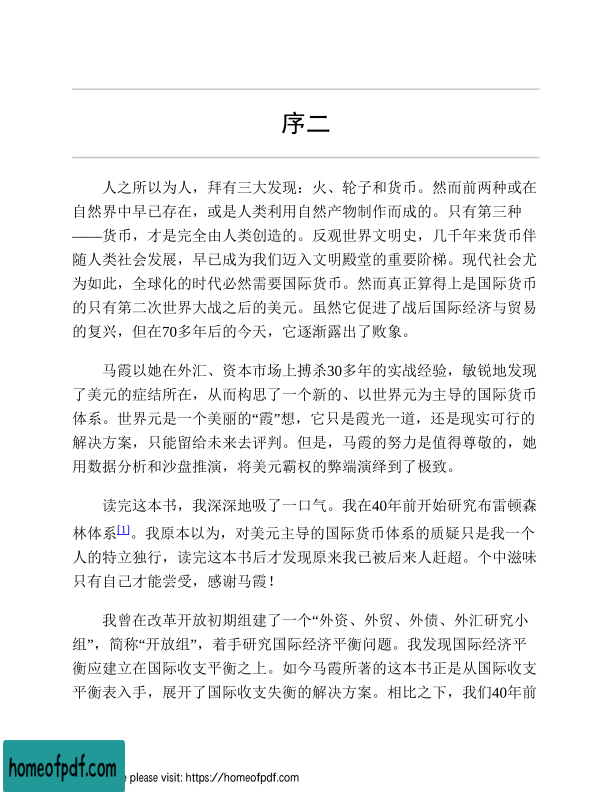 序二
人之所以为人，拜有三大发现：火、轮子和货币。然而前两种或在
自然界中早已存在，或是人类利用自然产物制作而成的。只有第三种
——货币，才是完全由人类创造的。反观世界文明史，几千年来货币伴
随人类社会发展，早已成为我们迈入文明殿堂的重要阶梯。现代社会尤
为如此，全球化的时代必然需要国际货币。然而真正算得上是国际货币
的只有第二次世界大战之后的美元。虽然它促进了战后国际经济与贸易
的复兴，但在70多年后的今天，它逐渐露出了败象。
马霞以她在外汇、资本市场上搏杀30多年的实战经验，敏锐地发现
了美元的症结所在，从而构思了一个新的、以世界元为主导的国际货币
体系。世界元是一个美丽的“霞”想，它只是霞光一道，还是现实可行的
解决方案，只能留给未来去评判。但是，马霞的努力是值得尊敬的，她
用数据分析和沙盘推演，将美元霸权的弊端演绎到了极致。
读完这本书，我深深地吸了一口气。我在40年前开始研究布雷顿森
林体系[1]。我原本以为，对美元主导的国际货币体系的质疑只是我一个
人的特立独行，读完这本书后才发现原来我已被后来人赶超。个中滋味
只有自己才能尝受，感谢马霞！
我曾在改革开放初期组建了一个“外资、外贸、外债、外汇研究小
组”，简称“开放组”，着手研究国际经济平衡问题。我发现国际经济平
衡应建立在国际收支平衡之上。如今马霞所著的这本书正是从国际收支
平衡表入手，展开了国际收支失衡的解决方案。相比之下，我们40年前
homeofpdf.com
e please visit: https://homeofpdf.com